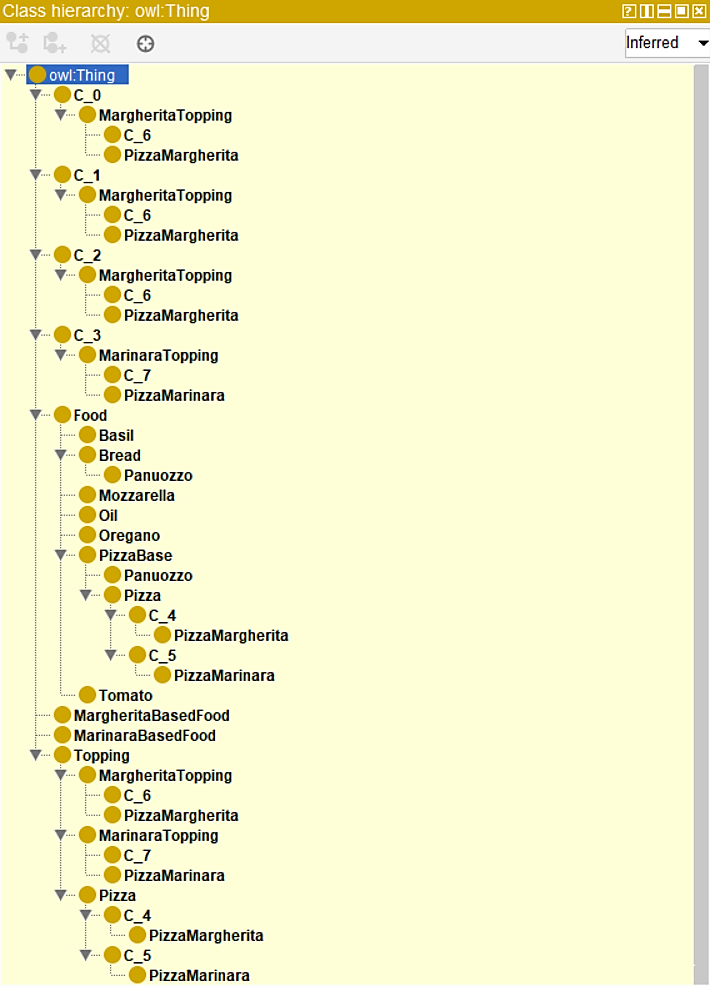 Class hierarchy: owl:Thing
Inferred
owl:Thing
C_0
MargheritaTopping
C_6
PizzaMargherita
C_1
MargheritaTopping
C_6
PizzaMargherita
C_2
MargheritaTopping
C_6
PizzaMargherita
C_3
MarinaraTopping
C_7
PizzaMarinara
Food
Basil
Bread
Panuozzo
Mozzarella
Oil
Oregano
PizzaBase
Panuozzo
Pizza
C_4
PizzaMargherita
C_5
PizzaMarinara
Tomato
MargheritaBasedFood
MarinaraBasedFood
Topping
MargheritaTopping
C_6
PizzaMargherita
MarinaraTopping
C_7
PizzaMarinara
Pizza
C_4
PizzaMargherita
C_5
PizzaMarinara